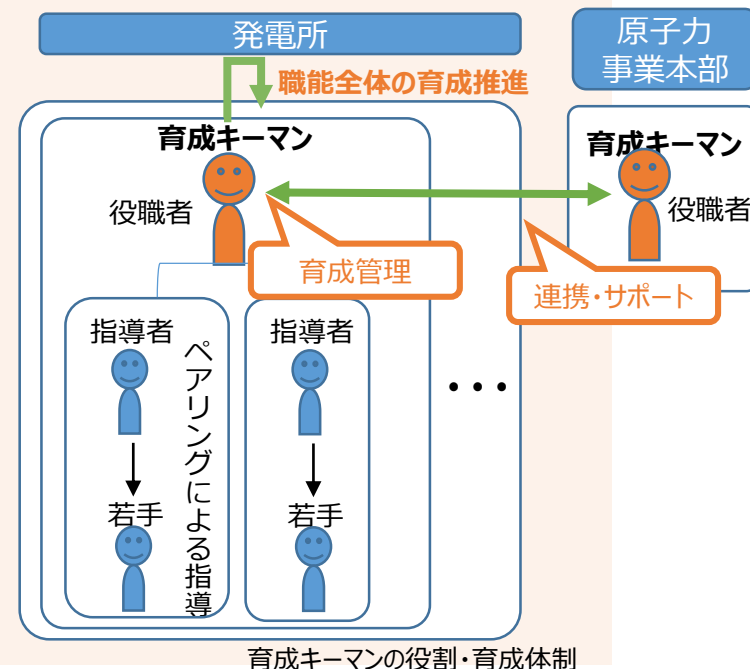 発電所
原子力
事業本部
職能全体の育成推進
育成キーマン
役職者
育成キーマン
役職者
育成管理
連携・サポート
指導者
若手
ペアリングによる指導
指導者
若手
・・・
育成キーマンの役割・育成体制